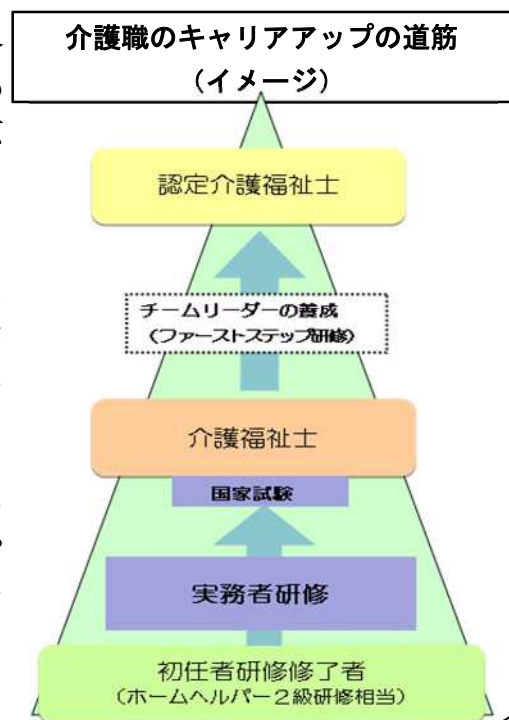 介護職のキャリアアップの道筋
（イメージ）
認定介護福祉士
チームリーダーの養成
（ファーストステップ研修）
介護福祉士
国家試験
実務者研修
初任者研修修了者
（ホームヘルパー２級研修相当）